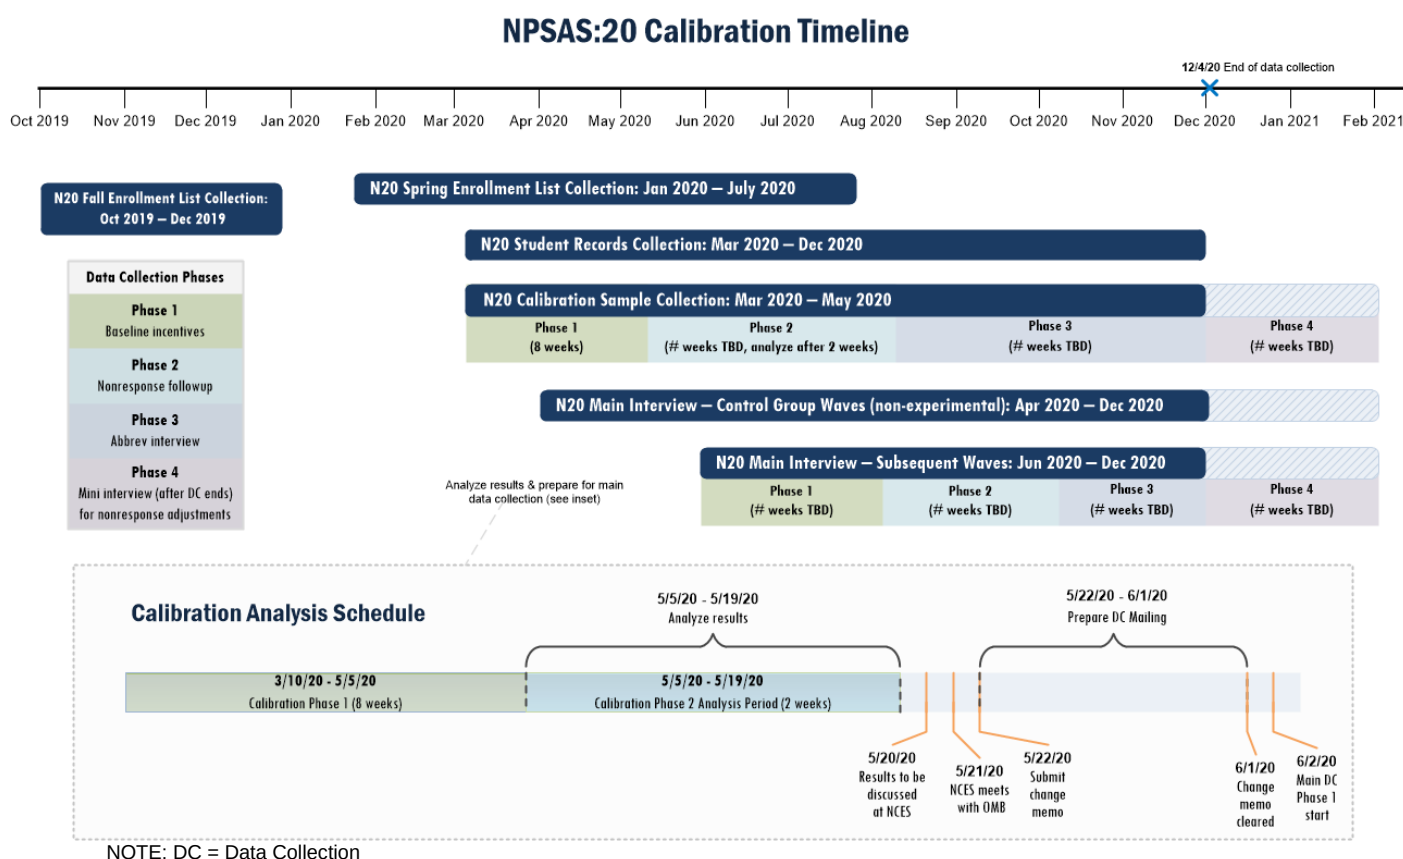 NPSAS:20 Calibration Timeline
12/4/20 End of data collection
Oct 2019 Nov 2019 Dec 2019 Jan 2020 Feb 2020 Mar 2020 Apr 2020 May 2020 Jun 2020 Jul 2020 Aug 2020 Sep 2020 Oct 2020 Nov 2020 Dec 2020 Jan 2021 Feb 2021
N20 Fall Enrollment List Collection:
Oct 2019 – Dec 2019
N20 Spring Enrollment List Collection: Jan 2020 – July 2020
N20 Student Records Collection: Mar 2020 – Dec 2020
Data Collection Phases
Phase 1
Baseline incentives
Phase 2
Nonresponse followup
Phase 3
Abbrev interview
Phase 4
Mini interview (after DC ends)
for nonresponse adjustments
N20 Calibration Sample Collection: Mar 2020 – May 2020
Phase 1
(8 weeks)
Phase 2
(# weeks TBD, analyze after 2 weeks)
Phase 3
(# weeks TBD)
Phase 4
(# weeks TBD)
N20 Main Interview – Control Group Waves (non-experimental): Apr 2020 – Dec 2020
N20 Main Interview – Subsequent Waves: Jun 2020 – Dec 2020
Phase 1
(# weeks TBD)
Phase 2
(# weeks TBD)
Phase 3
(# weeks TBD)
Phase 4
(# weeks TBD)
Analyze results & prepare for main
data collection (see inset)
Calibration Analysis Schedule
5/5/20 - 5/19/20
Analyze results
5/22/20 - 6/1/20
Prepare DC Mailing
3/10/20 - 5/5/20
Calibration Phase 1 (8 weeks)
5/5/20 - 5/19/20
Calibration Phase 2 Analysis Period (2 weeks)
5/20/20
Results to be
discussed
at NCES
5/21/20
NCES meets
with OMB
5/22/20
Submit
change
memo
6/1/20
Change
memo
cleared
6/2/20
Main DC
Phase 1
start
NOTE: DC = Data Collection